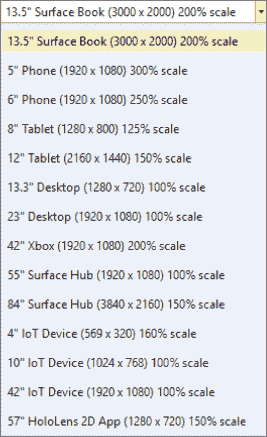 13.5" Surface Book (3000 x 2000) 200% scale
13.5" Surface Book (3000 x 2000) 200% scale
5" Phone (1920 x 1080) 300% scale
6" Phone (1920 x 1080) 250% scale
8" Tablet (1280 x 800) 125% scale
12" Tablet (2160 x 1440) 150% scale
13.3" Desktop (1280 x 720) 100% scale
23" Desktop (1920 x 1080) 100% scale
42" Xbox (1920 x 1080) 200% scale
55" Surface Hub (1920 x 1080) 100% scale
84" Surface Hub (3840 x 2160) 150% scale
4" IoT Device (569 x 320) 160% scale
10" IoT Device (1024 x 768) 100% scale
42" IoT Device (1920 x 1080) 100% scale
57" HoloLens 2D App (1280 x 720) 150% scale